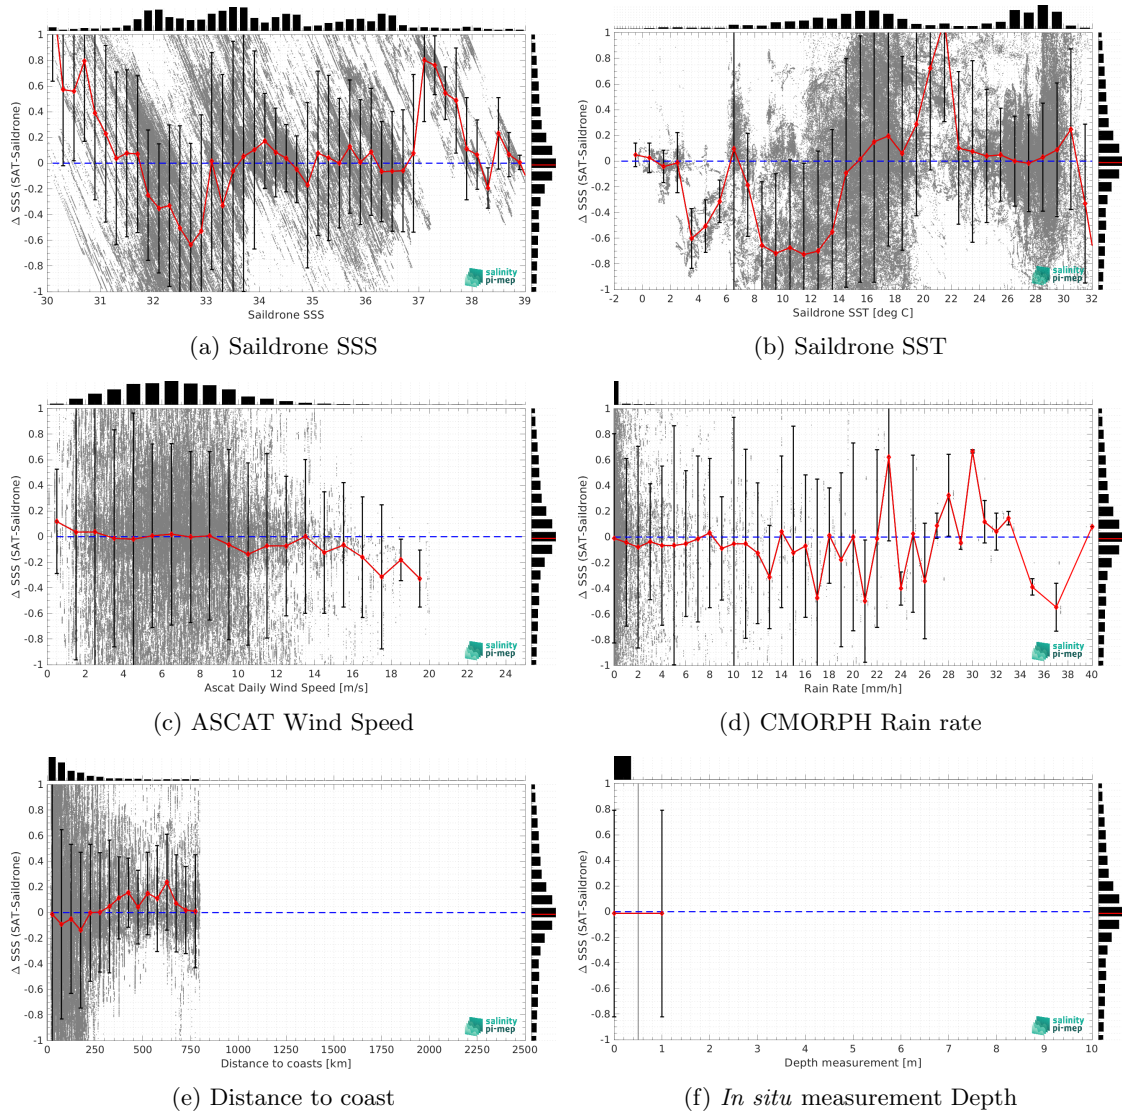 1
0.8
0.6
0.4
0.2
0
-0.2
-0.4
-0.6
-0.8
-1
Δ SSS (SAT-Saildrone)
30 31 32 33 34 35 36 37 38 39
Saildrone SSS
salinity
pi-mep
(a) Saildrone SSS
1
0.8
0.6
0.4
0.2
0
-0.2
-0.4
-0.6
-0.8
-1
Δ SSS (SAT-Saildrone)
-2 0 2 4 6 8 10 12 14 16 18 20 22 24 26 28 30 32
Saildrone SST [deg C]
salinity
pi-mep
(b) Saildrone SST
1
0.8
0.6
0.4
0.2
0
-0.2
-0.4
-0.6
-0.8
-1
Δ SSS (SAT-Saildrone)
0 2 4 6 8 10 12 14 16 18 20 22 24
Ascat Daily Wind Speed [m/s]
salinity
pi-mep
(c) ASCAT Wind Speed
1
0.8
0.6
0.4
0.2
0
-0.2
-0.4
-0.6
-0.8
-1
Δ SSS (SAT-Saildrone)
0 2 4 6 8 10 12 14 16 18 20 22 24 26 28 30 32 34 36 38 40
Rain Rate [mm/h]
salinity
pi-mep
(d) CMORPH Rain rate
1
0.8
0.6
0.4
0.2
0
-0.2
-0.4
-0.6
-0.8
-1
Δ SSS (SAT-Saildrone)
0 250 500 750 1000 1250 1500 1750 2000 2250 2500
Distance to coasts [km]
salinity
pi-mep
(e) Distance to coast
1
0.8
0.6
0.4
0.2
0
-0.2
-0.4
-0.6
-0.8
-1
Δ SSS (SAT-Saildrone)
0 1 2 3 4 5 6 7 8 9 10
Depth measurement [m]
salinity
pi-mep
(f) In situ measurement Depth